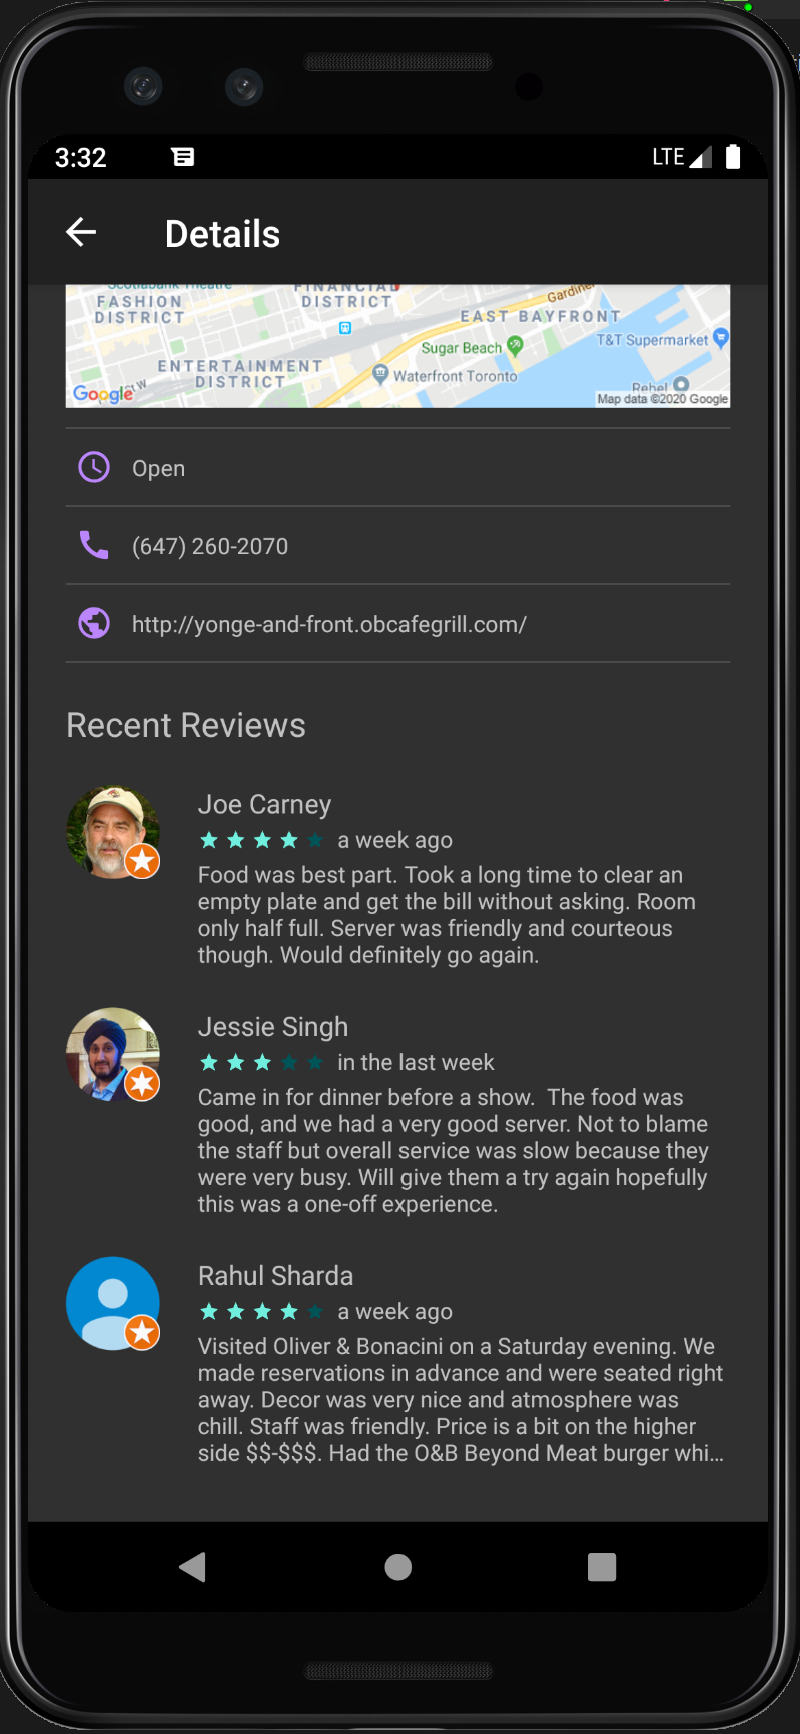 3:32
LTE
Details
Scotiabank Theatre
FASHION
DISTRICT
FINANCIAL
DISTRICT
Gardiner
EAST BAYFRONT
T&T Supermarket
Sugar Beach
ENTERTAINMENT
DISTRICT
Waterfront Toronto
Rebel
Google
W
Map data ©2020 Google
Open
(647) 260-2070
http://yonge-and-front.obcafegrill.com/
Recent Reviews
Joe Carney
a week ago
Food was best part. Took a long time to clear an
empty plate and get the bill without asking. Room
only half full. Server was friendly and courteous
though. Would definitely go again.
Jessie Singh
in the last week
Came in for dinner before a show.  The food was
good, and we had a very good server. Not to blame
the staff but overall service was slow because they
were very busy. Will give them a try again hopefully
this was a one-off experience.
Rahul Sharda
a week ago
Visited Oliver & Bonacini on a Saturday evening. We
made reservations in advance and were seated right
away. Decor was very nice and atmosphere was
chill. Staff was friendly. Price is a bit on the higher
side $$-$$$. Had the O&B Beyond Meat burger whi…